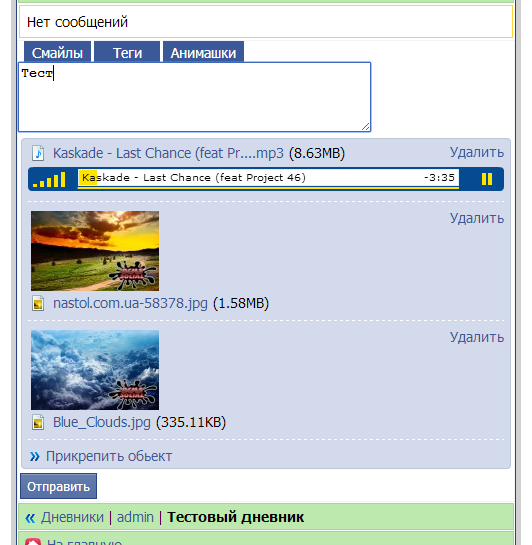 Нет сообщений
Смайлы Теги Анимашки
Тест
Kaskade - Last Chance (feat Pr....mp3 (8.63MB) Удалить
Kaskade - Last Chance (feat Project 46) -3:35
Удалить
nastol.com.ua-58378.jpg (1.58MB)
Удалить
Blue_Clouds.jpg (335.11KB)
» Прикрепить обьект
Отправить
« Дневники | admin | Тестовый дневник
На главную